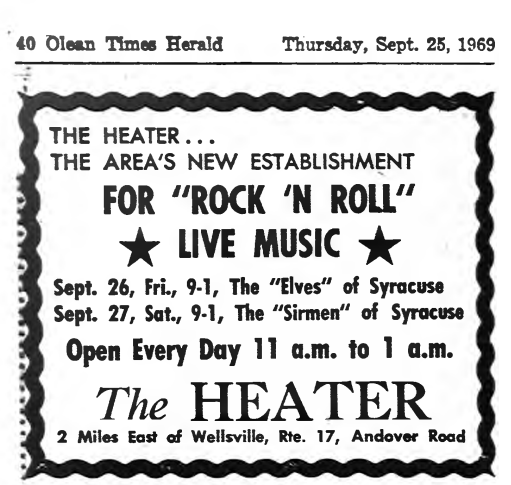 40 Olean Times Herald Thursday, Sept. 25, 1969
THE HEATER...
THE AREA'S NEW ESTABLISHMENT
FOR "ROCK 'N ROLL"
★ LIVE MUSIC ★
Sept. 26, Fri., 9-1, The "Elves" of Syracuse
Sept. 27, Sat., 9-1, The "Sirmen" of Syracuse
Open Every Day 11 a.m. to 1 a.m.
The HEATER
2 Miles East of Wellsville, Rte. 17, Andover Road